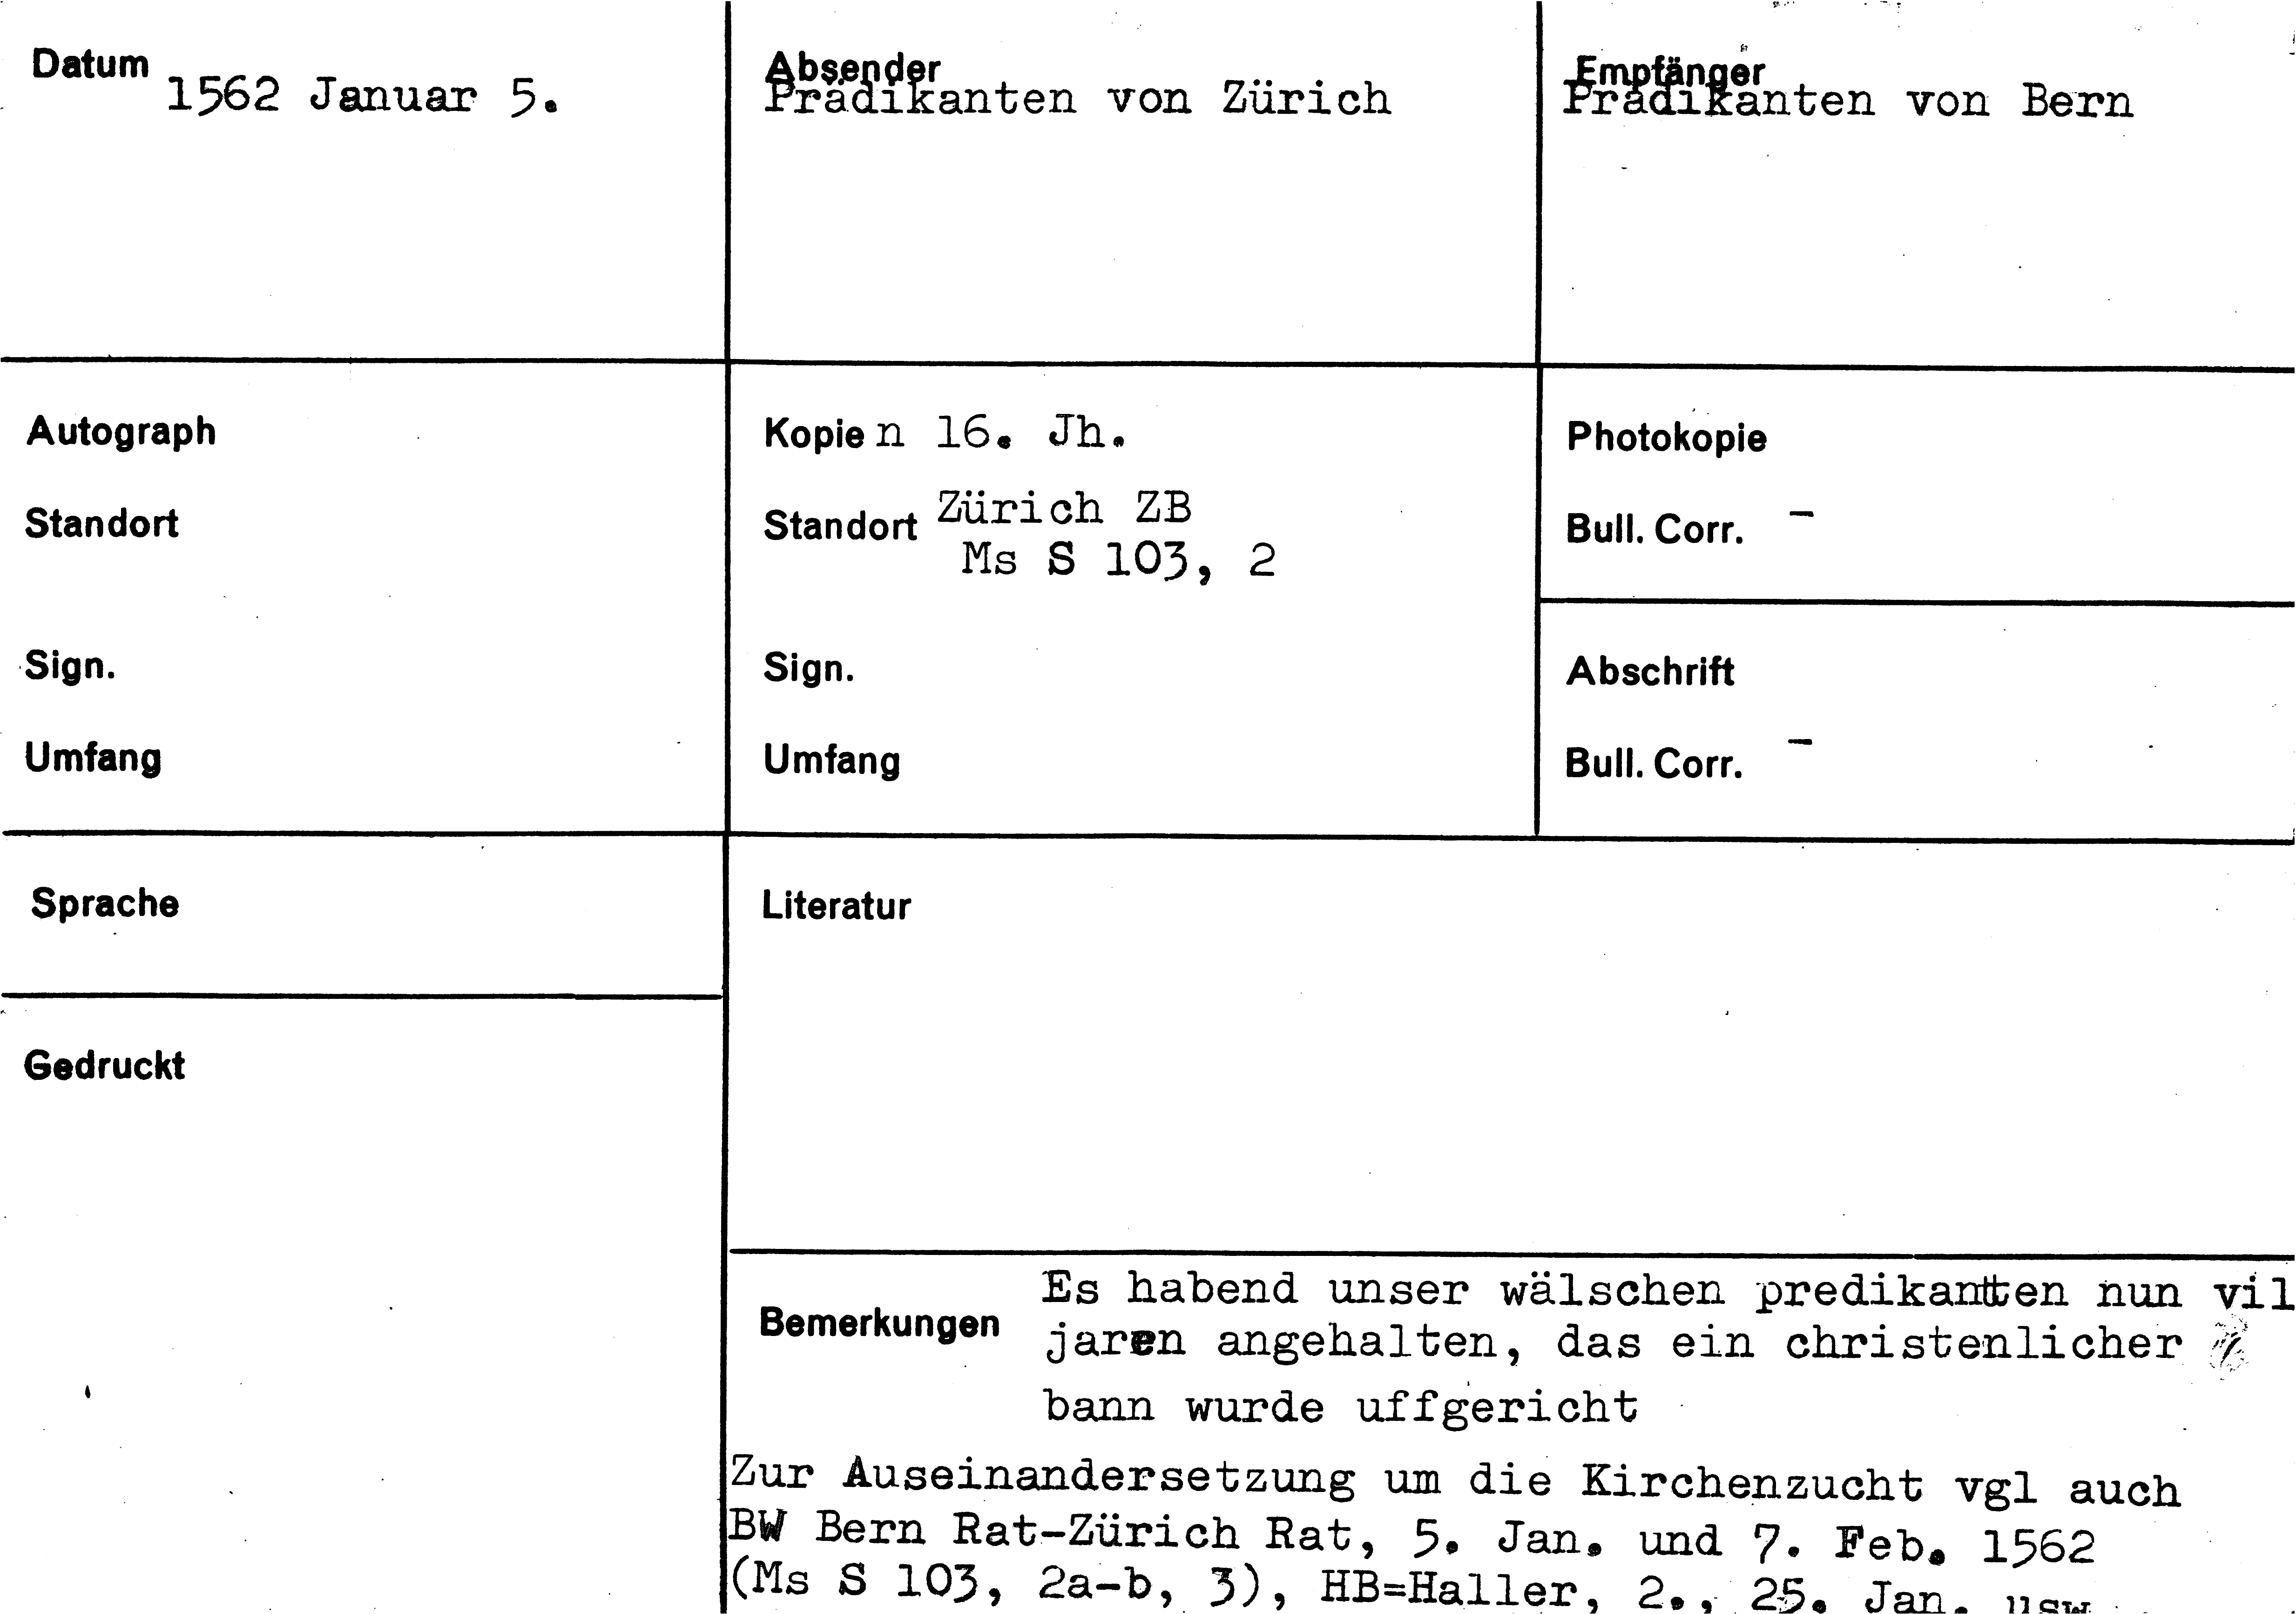 Datum 1562 Januar 5.
Absender
Prädikanten von Zürich
Empfänger
Prädikanten von Bern
Autograph
Standort
Sign.
Umfang
Kopien 16. Jh.
Standort Zürich ZB
Ms S 103, 2
Sign.
Umfang
Photokopie
Bull. Corr. –
Abschrift
Bull. Corr. –
Sprache
Gedruckt
Literatur
Bemerkungen Es habend unser wälschen predikantten nun vil
jaren angehalten, das ein christenlicher
bann wurde uffgericht
Zur Auseinandersetzung um die Kirchenzucht vgl auch
BW Bern Rat-Zürich Rat, 5. Jan. und 7. Feb. 1562
(Ms S 103, 2a-b, 3), HB=Haller, 2., 25. Jan. usw